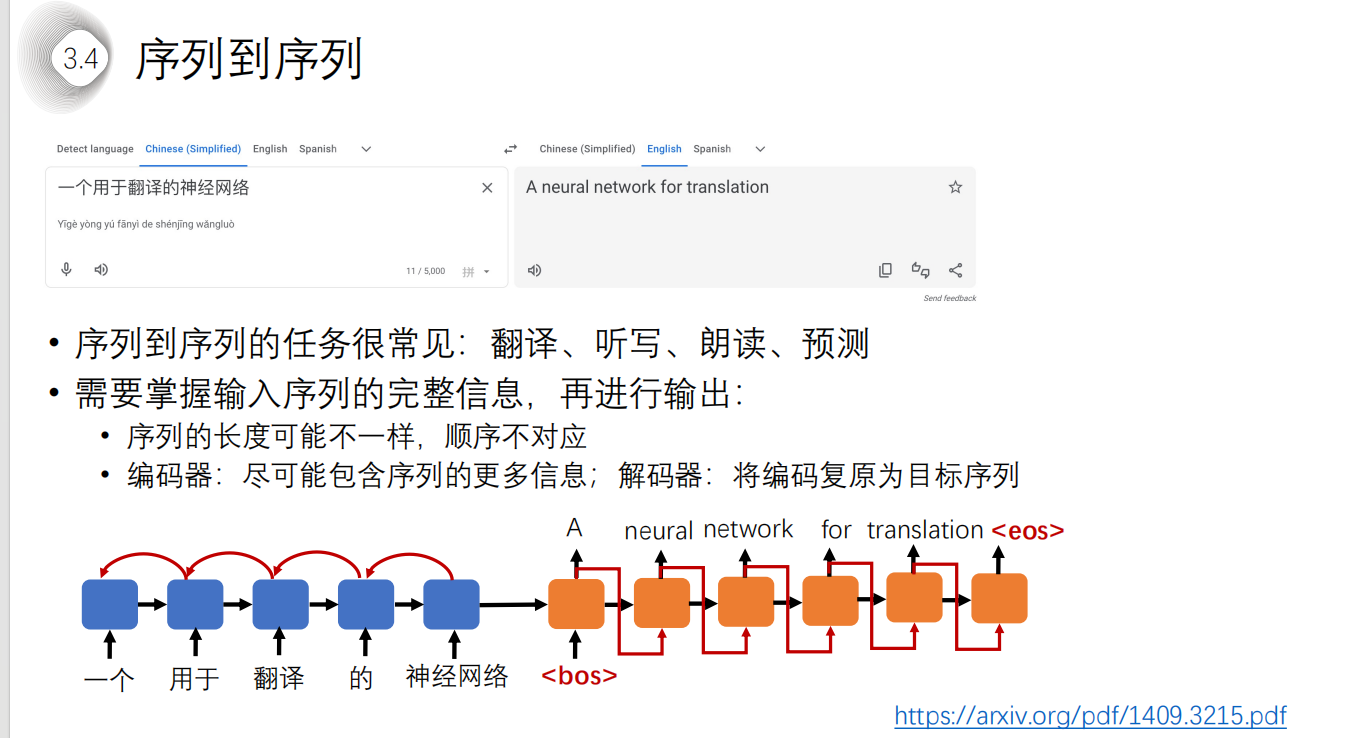 3.4 序列到序列
Detect language Chinese (Simplified) English Spanish Chinese (Simplified) English Spanish
一个用于翻译的神经网络
Yīgè yòng yú fānyì de shénjīng wǎngluò
11 / 5,000 拼
A neural network for translation
Send feedback
• 序列到序列的任务很常见：翻译、听写、朗读、预测
• 需要掌握输入序列的完整信息，再进行输出：
• 序列的长度可能不一样，顺序不对应
• 编码器：尽可能包含序列的更多信息；解码器：将编码复原为目标序列
A neural network for translation <eos>
一个 用于 翻译 的 神经网络 <bos>
https://arxiv.org/pdf/1409.3215.pdf